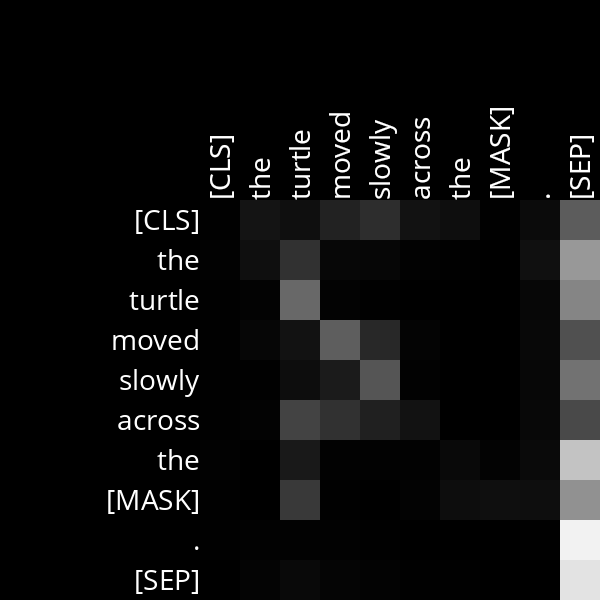 [CLS] the turtle moved slowly across the [MASK] . [SEP]
[CLS]
the
turtle
moved
slowly
across
the
[MASK]
.
[SEP]